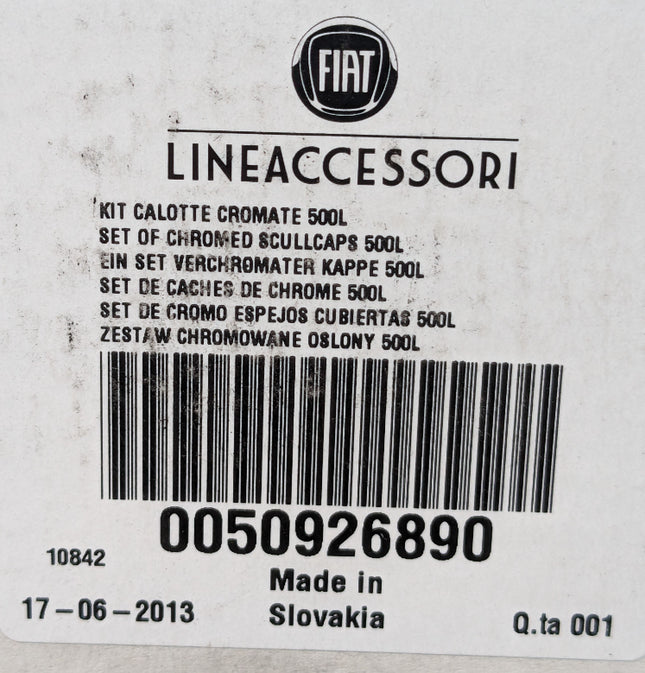 FIAT
LINEACCESSORI
KIT CALOTTE CROMATE 500L
SET OF CHROMED SCULLCAPS 500L
EIN SET VERCHROMATER KAPPE 500L
SET DE CACHES DE CHROME 500L
SET DE CROMO ESPEJOS CUBIERTAS 500L
ZESTAW CHROMOWANE OSLONY 500L
0050926890
10842
Made in
17-06-2013
Slovakia
Q.ta 001